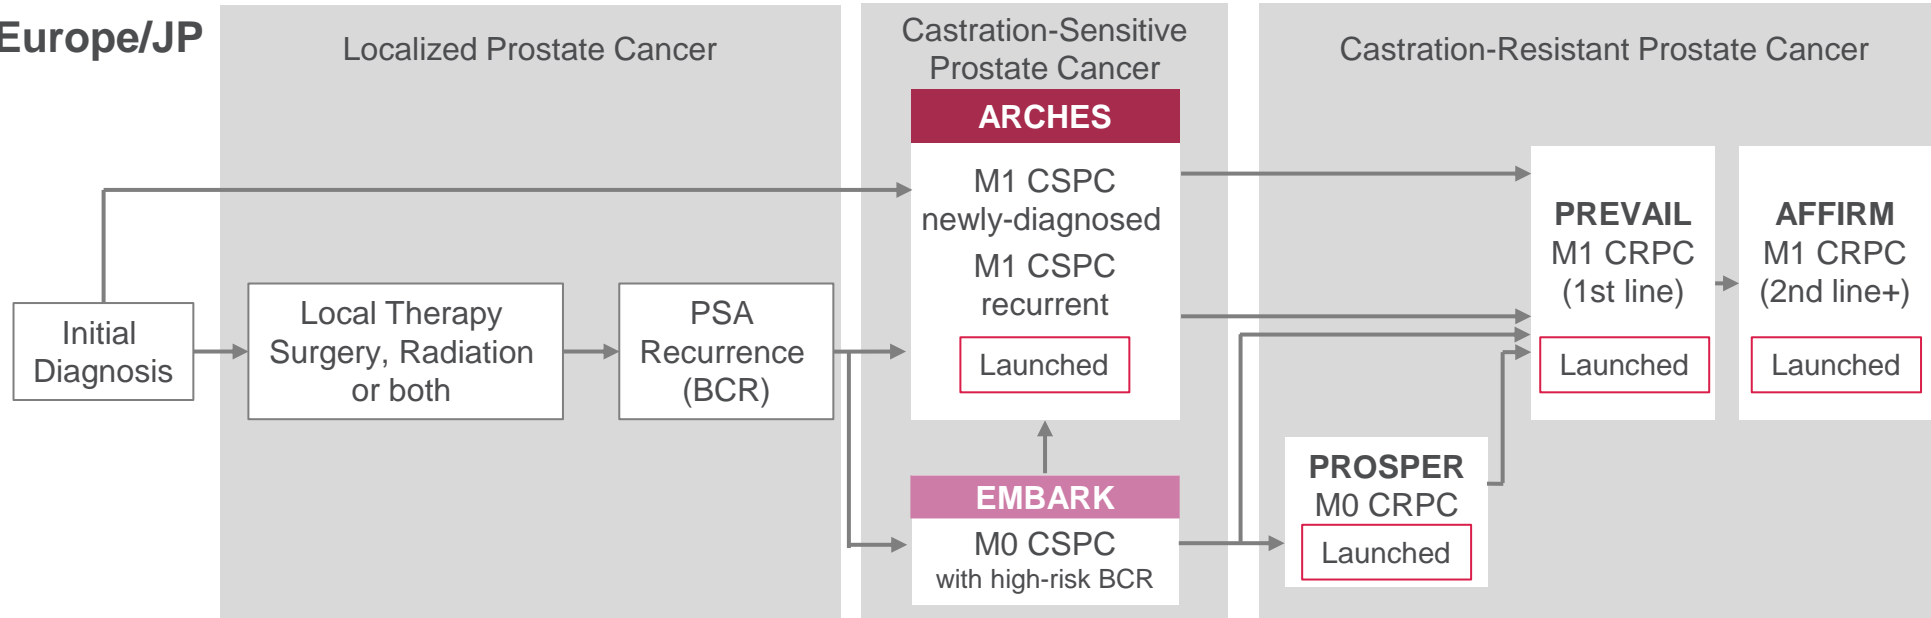 Europe/JP
Localized Prostate Cancer
Castration-Sensitive
Prostate Cancer
Castration-Resistant Prostate Cancer
Initial
Diagnosis
Local Therapy
Surgery, Radiation
or both
PSA
Recurrence
(BCR)
ARCHES
M1 CSPC
newly-diagnosed
M1 CSPC
recurrent
Launched
EMBARK
M0 CSPC
with high-risk BCR
PROSPER
M0 CRPC
Launched
PREVAIL
M1 CRPC
(1st line)
Launched
AFFIRM
M1 CRPC
(2nd line+)
Launched